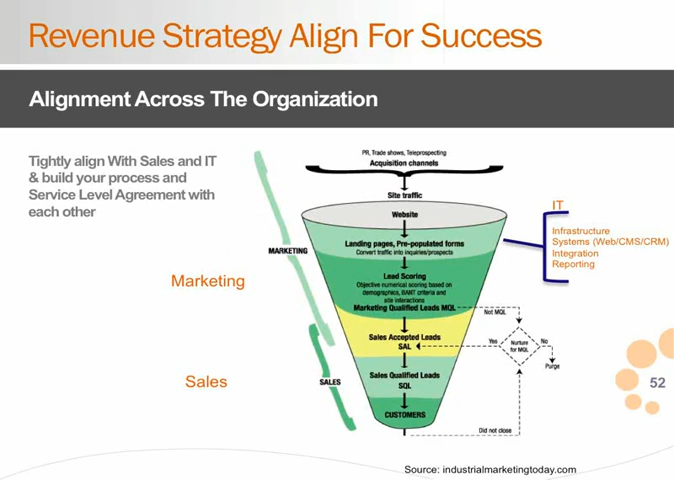 Revenue Strategy Align For Success
Alignment Across The Organization
Tightly align With Sales and IT
& build your process and
Service Level Agreement with
each other
Marketing
Sales
PR, Trade shows, Teleprospecting
Acquisition channels
Site traffic
Website
Landing pages, Pre-populated forms
Convert traffic into inquiries/prospects
Lead Scoring
Objective numerical scoring based on
demographics, BANT criteria and
site interactions
Marketing Qualified Leads MQL
Sales Accepted Leads
SAL
Sales Qualified Leads
SQL
CUSTOMERS
MARKETING
SALES
Not MQL
Yes
Nurture
for MQL
No
Purge
Did not close
IT
Infrastructure
Systems (Web/CMS/CRM)
Integration
Reporting
52
Source: industrialmarketingtoday.com